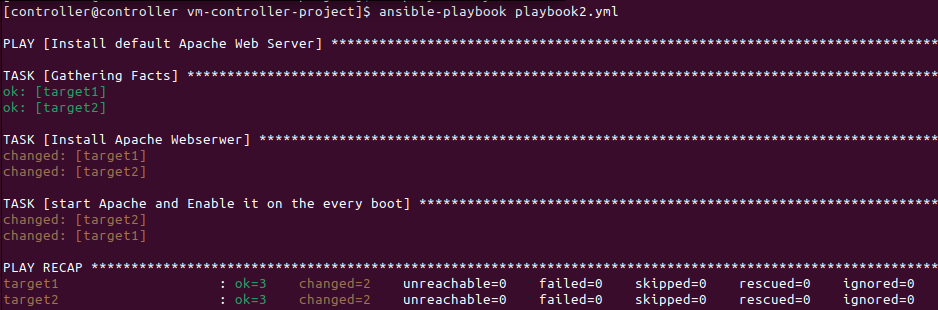 [controller@controller vm-controller-project]$ ansible-playbook playbook2.yml
PLAY [Install default Apache Web Server] ****************************************************************************
TASK [Gathering Facts] **********************************************************************************************
ok: [target1]
ok: [target2]
TASK [Install Apache Webserwer] *************************************************************************************
changed: [target1]
changed: [target2]
TASK [start Apache and Enable it on the every boot] *****************************************************************
changed: [target2]
changed: [target1]
PLAY RECAP **********************************************************************************************************
target1 : ok=3 changed=2 unreachable=0 failed=0 skipped=0 rescued=0 ignored=0
target2 : ok=3 changed=2 unreachable=0 failed=0 skipped=0 rescued=0 ignored=0